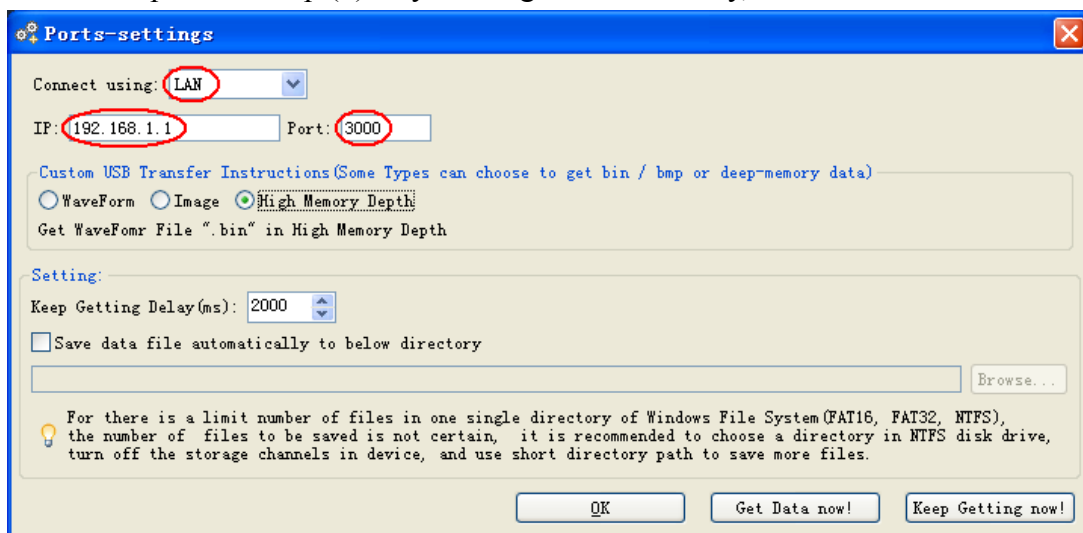 Ports-settings
Connect using: LAN
IP: 192.168.1.1 Port: 3000
Custom USB Transfer Instructions(Some Types can choose to get bin / bmp or deep-memory data)
WaveForm Image High Memory Depth
Get WaveFomr File ".bin" in High Memory Depth
Setting:
Keep Getting Delay(ms): 2000
Save data file automatically to below directory
Browse...
For there is a limit number of files in one single directory of Windows File System(FAT16, FAT32, NTFS),
the number of files to be saved is not certain, it is recommended to choose a directory in NTFS disk drive,
turn off the storage channels in device, and use short directory path to save more files.
OK Get Data now! Keep Getting now!